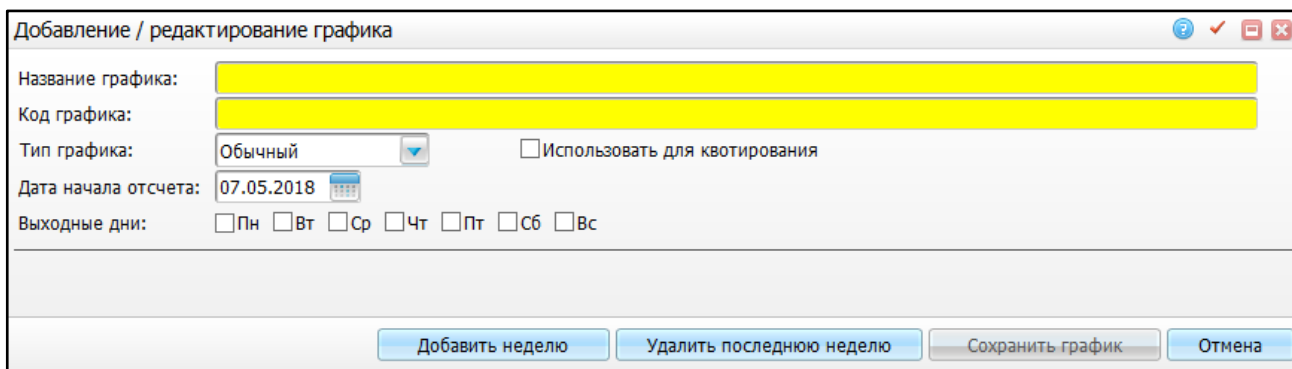 Добавление / редактирование графика
Название графика:
Код графика:
Тип графика: Обычный Использовать для квотирования
Дата начала отсчета: 07.05.2018
Выходные дни: Пн Вт Ср Чт Пт Сб Вс
Добавить неделю Удалить последнюю неделю Сохранить график Отмена